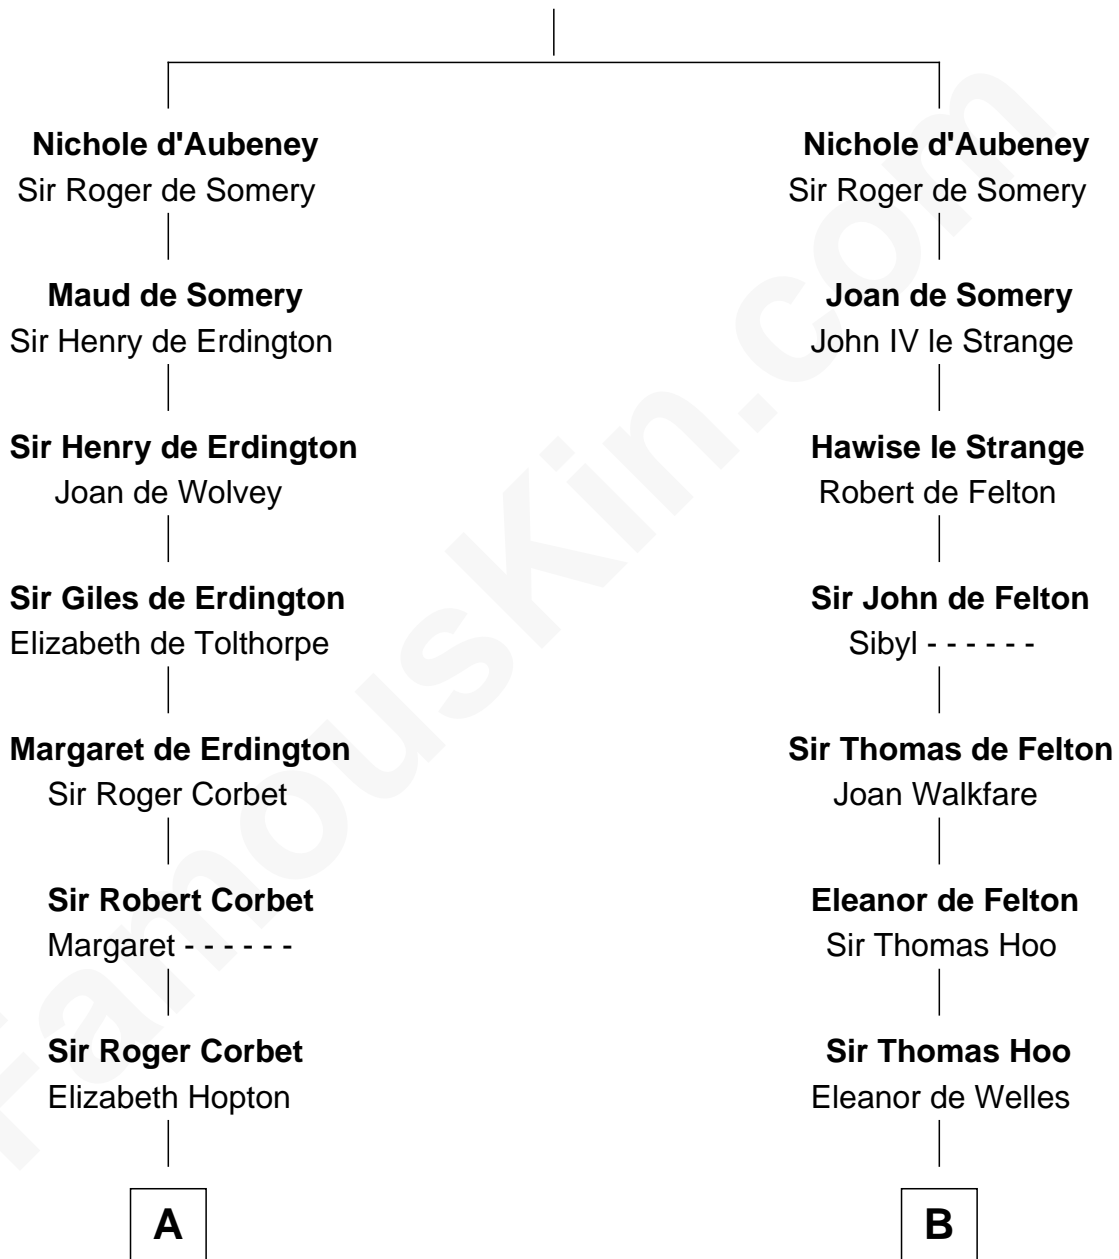 Nichole d'Aubeney
Sir Roger de Somery
Maud de Somery
Sir Henry de Erdington
Sir Henry de Erdington
Joan de Wolvey
Sir Giles de Erdington
Elizabeth de Tolthorpe
Margaret de Erdington
Sir Roger Corbet
Sir Robert Corbet
Margaret - - - - - -
Sir Roger Corbet
Elizabeth Hopton
A
Nichole d'Aubeney
Sir Roger de Somery
Joan de Somery
John IV le Strange
Hawise le Strange
Robert de Felton
Sir John de Felton
Sibyl - - - - - -
Sir Thomas de Felton
Joan Walkfare
Eleanor de Felton
Sir Thomas Hoo
Sir Thomas Hoo
Eleanor de Welles
B
FamousKin.com